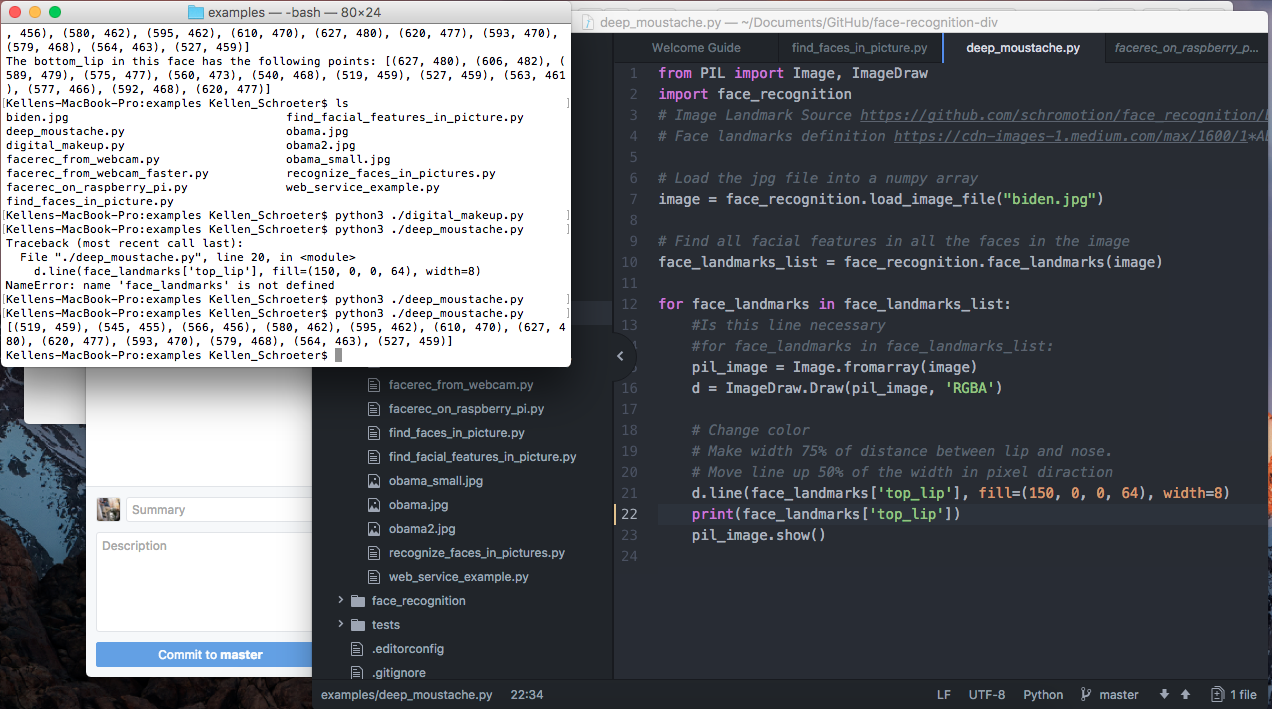 examples — -bash — 80×24
, 456), (580, 462), (595, 462), (610, 470), (627, 480), (620, 477), (593, 470),
(579, 468), (564, 463), (527, 459)]
The bottom_lip in this face has the following points: [(627, 480), (606, 482), (
589, 479), (575, 477), (560, 473), (540, 468), (519, 459), (527, 459), (563, 461
), (577, 466), (592, 468), (620, 477)]
[Kellens-MacBook-Pro:examples Kellen_Schroeter$ ls ]
biden.jpg find_facial_features_in_picture.py
deep_moustache.py obama.jpg
digital_makeup.py obama2.jpg
facerec_from_webcam.py obama_small.jpg
facerec_from_webcam_faster.py recognize_faces_in_pictures.py
facerec_on_raspberry_pi.py web_service_example.py
find_faces_in_picture.py
[Kellens-MacBook-Pro:examples Kellen_Schroeter$ python3 ./digital_makeup.py ]
[Kellens-MacBook-Pro:examples Kellen_Schroeter$ python3 ./deep_moustache.py ]
Traceback (most recent call last):
File "./deep_moustache.py", line 20, in <module>
d.line(face_landmarks['top_lip'], fill=(150, 0, 0, 64), width=8)
NameError: name 'face_landmarks' is not defined
[Kellens-MacBook-Pro:examples Kellen_Schroeter$ python3 ./deep_moustache.py ]
[Kellens-MacBook-Pro:examples Kellen_Schroeter$ python3 ./deep_moustache.py ]
[(519, 459), (545, 455), (566, 456), (580, 462), (595, 462), (610, 470), (627, 4
80), (620, 477), (593, 470), (579, 468), (564, 463), (527, 459)]
Kellens-MacBook-Pro:examples Kellen_Schroeter$
Summary
Description
Commit to master
facerec_from_webcam.py
facerec_on_raspberry_pi.py
find_faces_in_picture.py
find_facial_features_in_picture.py
obama_small.jpg
obama.jpg
obama2.jpg
recognize_faces_in_pictures.py
web_service_example.py
face_recognition
tests
.editorconfig
.gitignore
deep_moustache.py — ~/Documents/GitHub/face-recognition-div
Welcome Guide find_faces_in_picture.py deep_moustache.py facerec_on_raspberry_p...
1 from PIL import Image, ImageDraw
2 import face_recognition
3 # Image Landmark Source https://github.com/schromotion/face_recognition/
4 # Face landmarks definition https://cdn-images-1.medium.com/max/1600/1*
5
6 # Load the jpg file into a numpy array
7 image = face_recognition.load_image_file("biden.jpg")
8
9 # Find all facial features in all the faces in the image
10 face_landmarks_list = face_recognition.face_landmarks(image)
11
12 for face_landmarks in face_landmarks_list:
13 #Is this line necessary
#for face_landmarks in face_landmarks_list:
pil_image = Image.fromarray(image)
16 d = ImageDraw.Draw(pil_image, 'RGBA')
17
18 # Change color
19 # Make width 75% of distance between lip and nose.
20 # Move line up 50% of the width in pixel diraction
21 d.line(face_landmarks['top_lip'], fill=(150, 0, 0, 64), width=8)
22 print(face_landmarks['top_lip'])
23 pil_image.show()
24
examples/deep_moustache.py 22:34 LF UTF-8 Python master 1 file